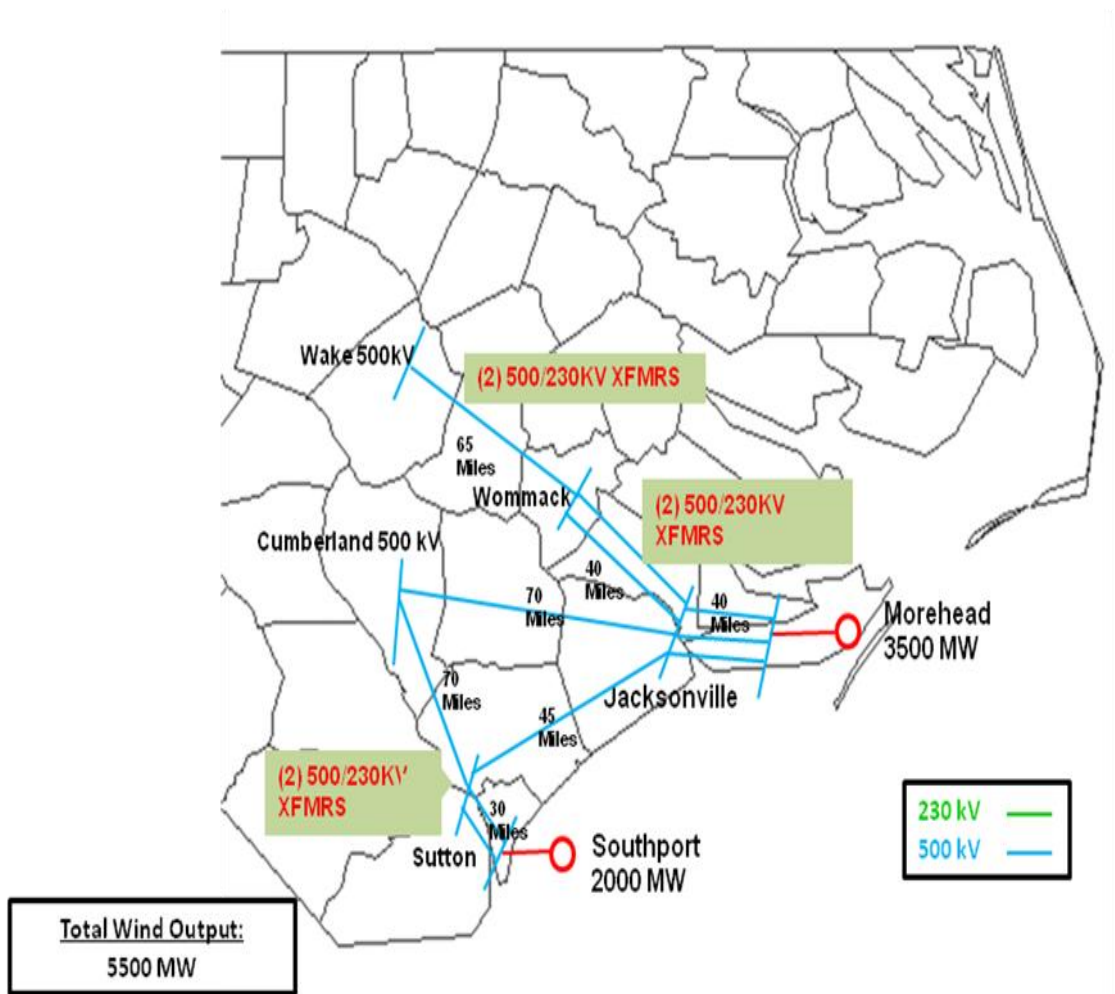 Wake 500kV
(2) 500/230KV XFMRS
65
Miles
Wommack
(2) 500/230KV
XFMRS
Cumberland 500 kV
40
Miles
70
Miles
40
Miles
Morehead
3500 MW
Jacksonville
70
Miles
45
Miles
(2) 500/230KV
XFMRS
30
Miles
Sutton
Southport
2000 MW
230 kV
500 kV
Total Wind Output:
5500 MW